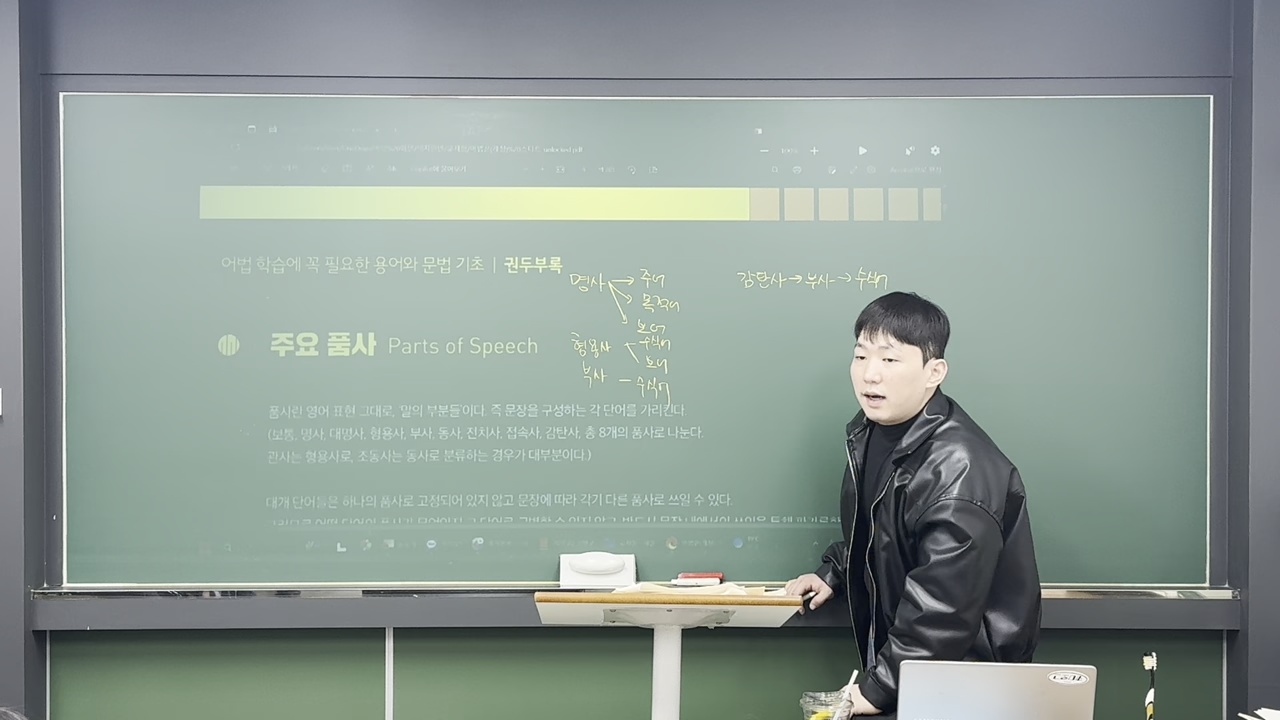 unlocked.pdf
어법 학습에 꼭 필요한 용어와 문법 기초 | 권두부록
명사 → 주어
목적어
보어
형용사 수식어
보어
부사 - 수식어
감탄사 → 부사 → 수식어
주요 품사 Parts of Speech
품사란 영어 표현 그대로, '말의 부분들'이다. 즉 문장을 구성하는 각 단어를 가리킨다.
(보통, 명사, 대명사, 형용사, 부사, 동사, 전치사, 접속사, 감탄사, 총 8개의 품사로 나눈다.
관사는 형용사로, 조동사는 동사로 분류하는 경우가 대부분이다.)
대개 단어들은 하나의 품사로 고정되어 있지 않고 문장에 따라 각기 다른 품사로 쓰일 수 있다.